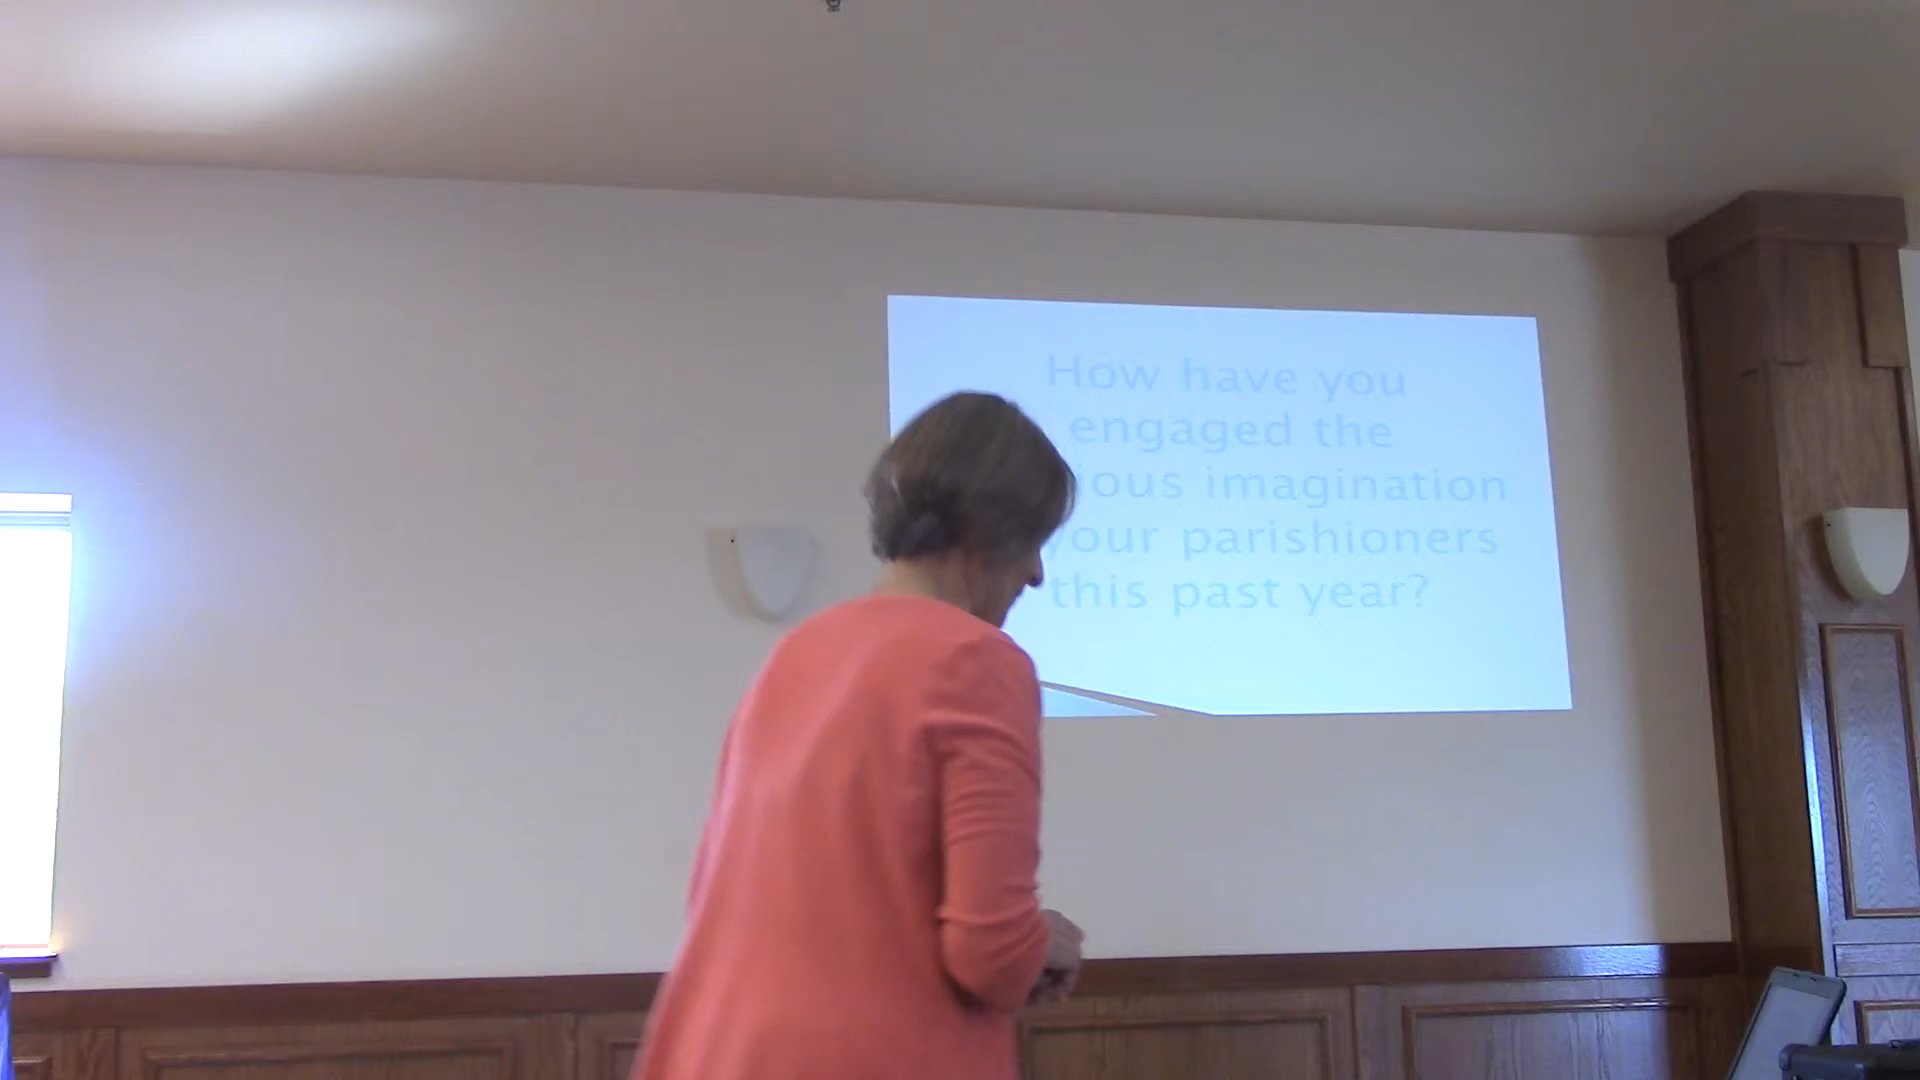 How have you
engaged the
ious imagination
your parishioners
this past year?